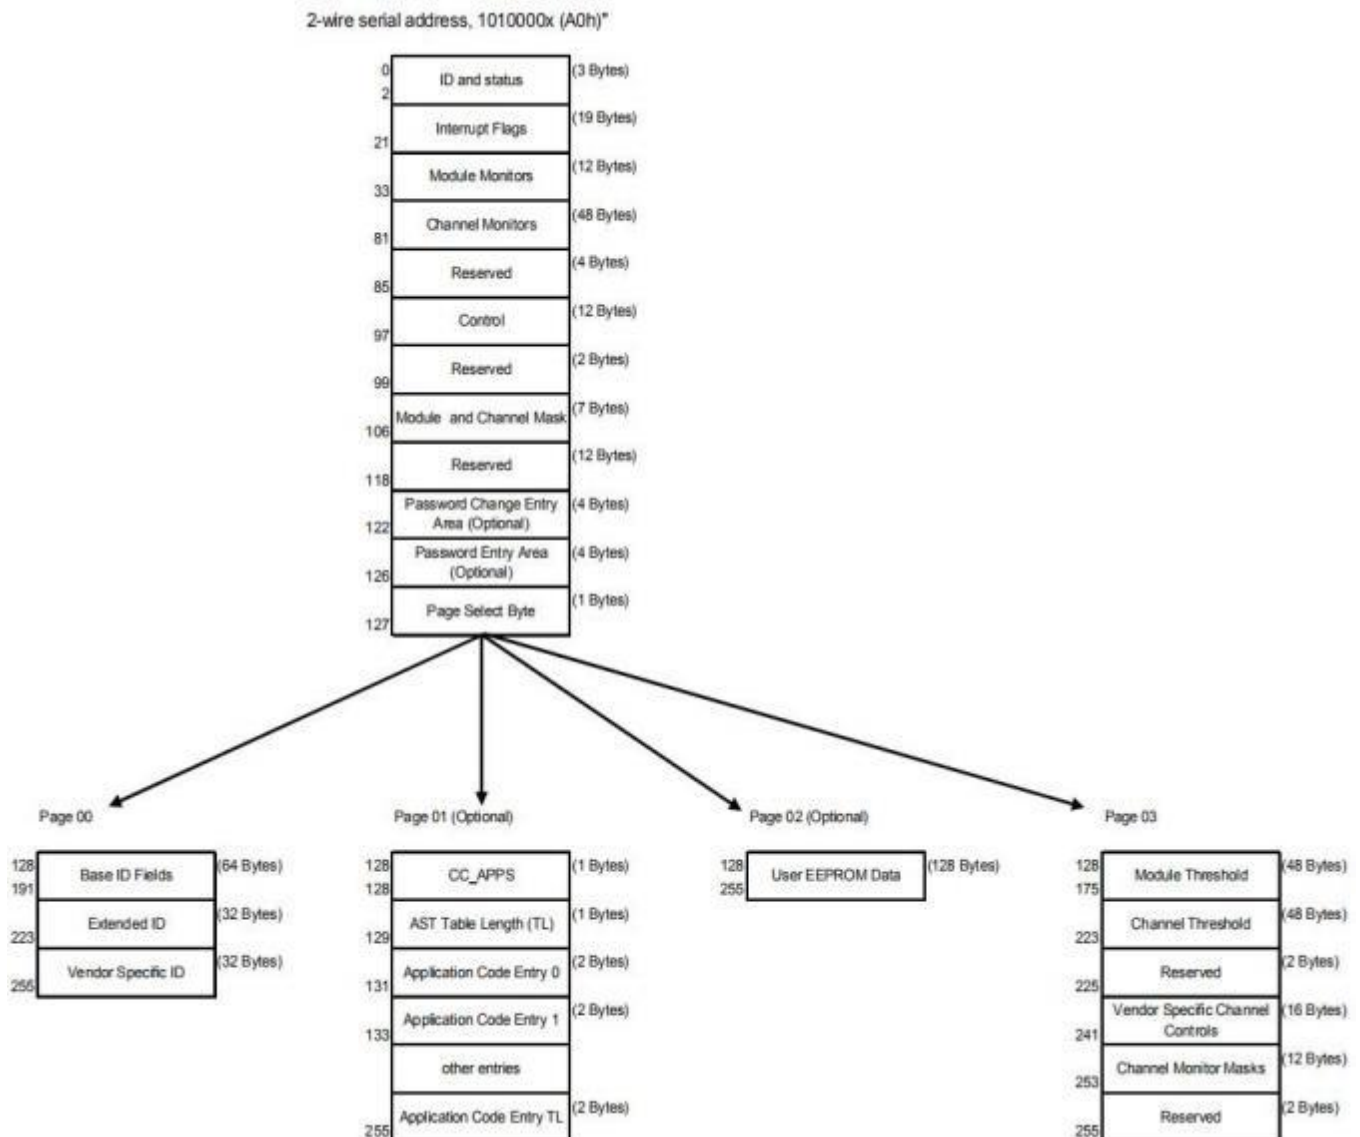 2-wire serial address, 1010000x (A0h)"
0
2
ID and status
(3 Bytes)
21
Interrupt Flags
(19 Bytes)
33
Module Monitors
(12 Bytes)
81
Channel Monitors
(48 Bytes)
85
Reserved
(4 Bytes)
97
Control
(12 Bytes)
99
Reserved
(2 Bytes)
106
Module and Channel Mask
(7 Bytes)
118
Reserved
(12 Bytes)
122
Password Change Entry
Area (Optional)
(4 Bytes)
126
Password Entry Area
(Optional)
(4 Bytes)
127
Page Select Byte
(1 Bytes)
Page 00
128
191
Base ID Fields
(64 Bytes)
223
Extended ID
(32 Bytes)
255
Vendor Specific ID
(32 Bytes)
Page 01 (Optional)
128
128
CC_APPS
(1 Bytes)
129
AST Table Length (TL)
(1 Bytes)
131
Application Code Entry 0
(2 Bytes)
133
Application Code Entry 1
(2 Bytes)
other entries
255
Application Code Entry TL
(2 Bytes)
Page 02 (Optional)
128
255
User EEPROM Data
(128 Bytes)
Page 03
128
175
Module Threshold
(48 Bytes)
223
Channel Threshold
(48 Bytes)
225
Reserved
(2 Bytes)
241
Vendor Specific Channel
Controls
(16 Bytes)
253
Channel Monitor Masks
(12 Bytes)
255
Reserved
(2 Bytes)